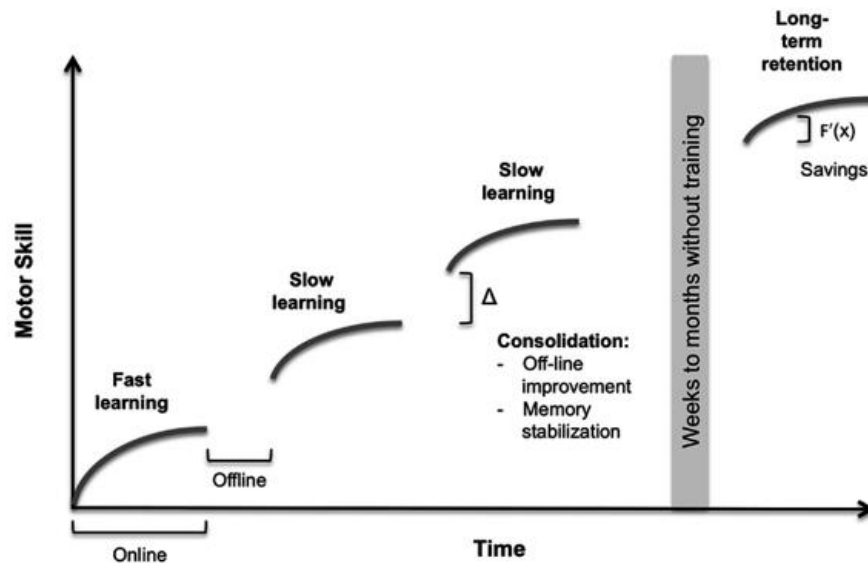 Long-
term
retention
F'(x)
Savings
Weeks to months without training
Slow
learning
Δ
Slow
learning
Consolidation:
- Off-line
improvement
- Memory
stabilization
Fast
learning
Offline
Online
Motor Skill
Time